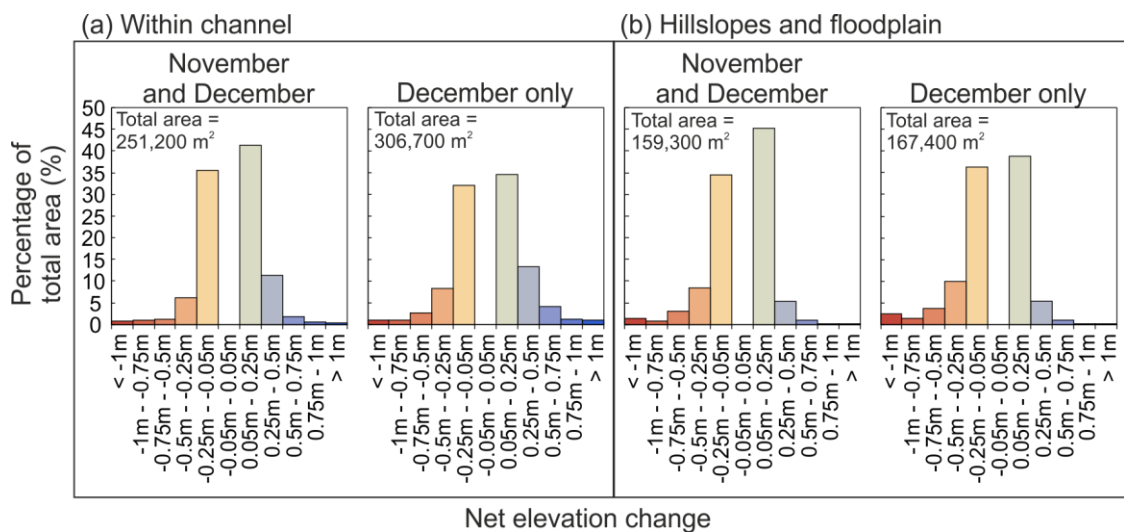 (a) Within channel
(b) Hillslopes and floodplain
November
and December
December only
November
and December
December only
Percentage of
total area (%)
50
45
40
35
30
25
20
15
10
5
0
Total area =
251,200 m²
Total area =
306,700 m²
Total area =
159,300 m²
Total area =
167,400 m²
< -1m
-1m - -0.75m
-0.75m - -0.5m
-0.5m - -0.25m
-0.25m - -0.05m
-0.05m - 0.05m
0.05m - 0.25m
0.25m - 0.5m
0.5m - 0.75m
0.75m - 1m
> 1m
< -1m
-1m - -0.75m
-0.75m - -0.5m
-0.5m - -0.25m
-0.25m - -0.05m
-0.05m - 0.05m
0.05m - 0.25m
0.25m - 0.5m
0.5m - 0.75m
0.75m - 1m
> 1m
< -1m
-1m - -0.75m
-0.75m - -0.5m
-0.5m - -0.25m
-0.25m - -0.05m
-0.05m - 0.05m
0.05m - 0.25m
0.25m - 0.5m
0.5m - 0.75m
0.75m - 1m
> 1m
< -1m
-1m - -0.75m
-0.75m - -0.5m
-0.5m - -0.25m
-0.25m - -0.05m
-0.05m - 0.05m
0.05m - 0.25m
0.25m - 0.5m
0.5m - 0.75m
0.75m - 1m
> 1m
Net elevation change